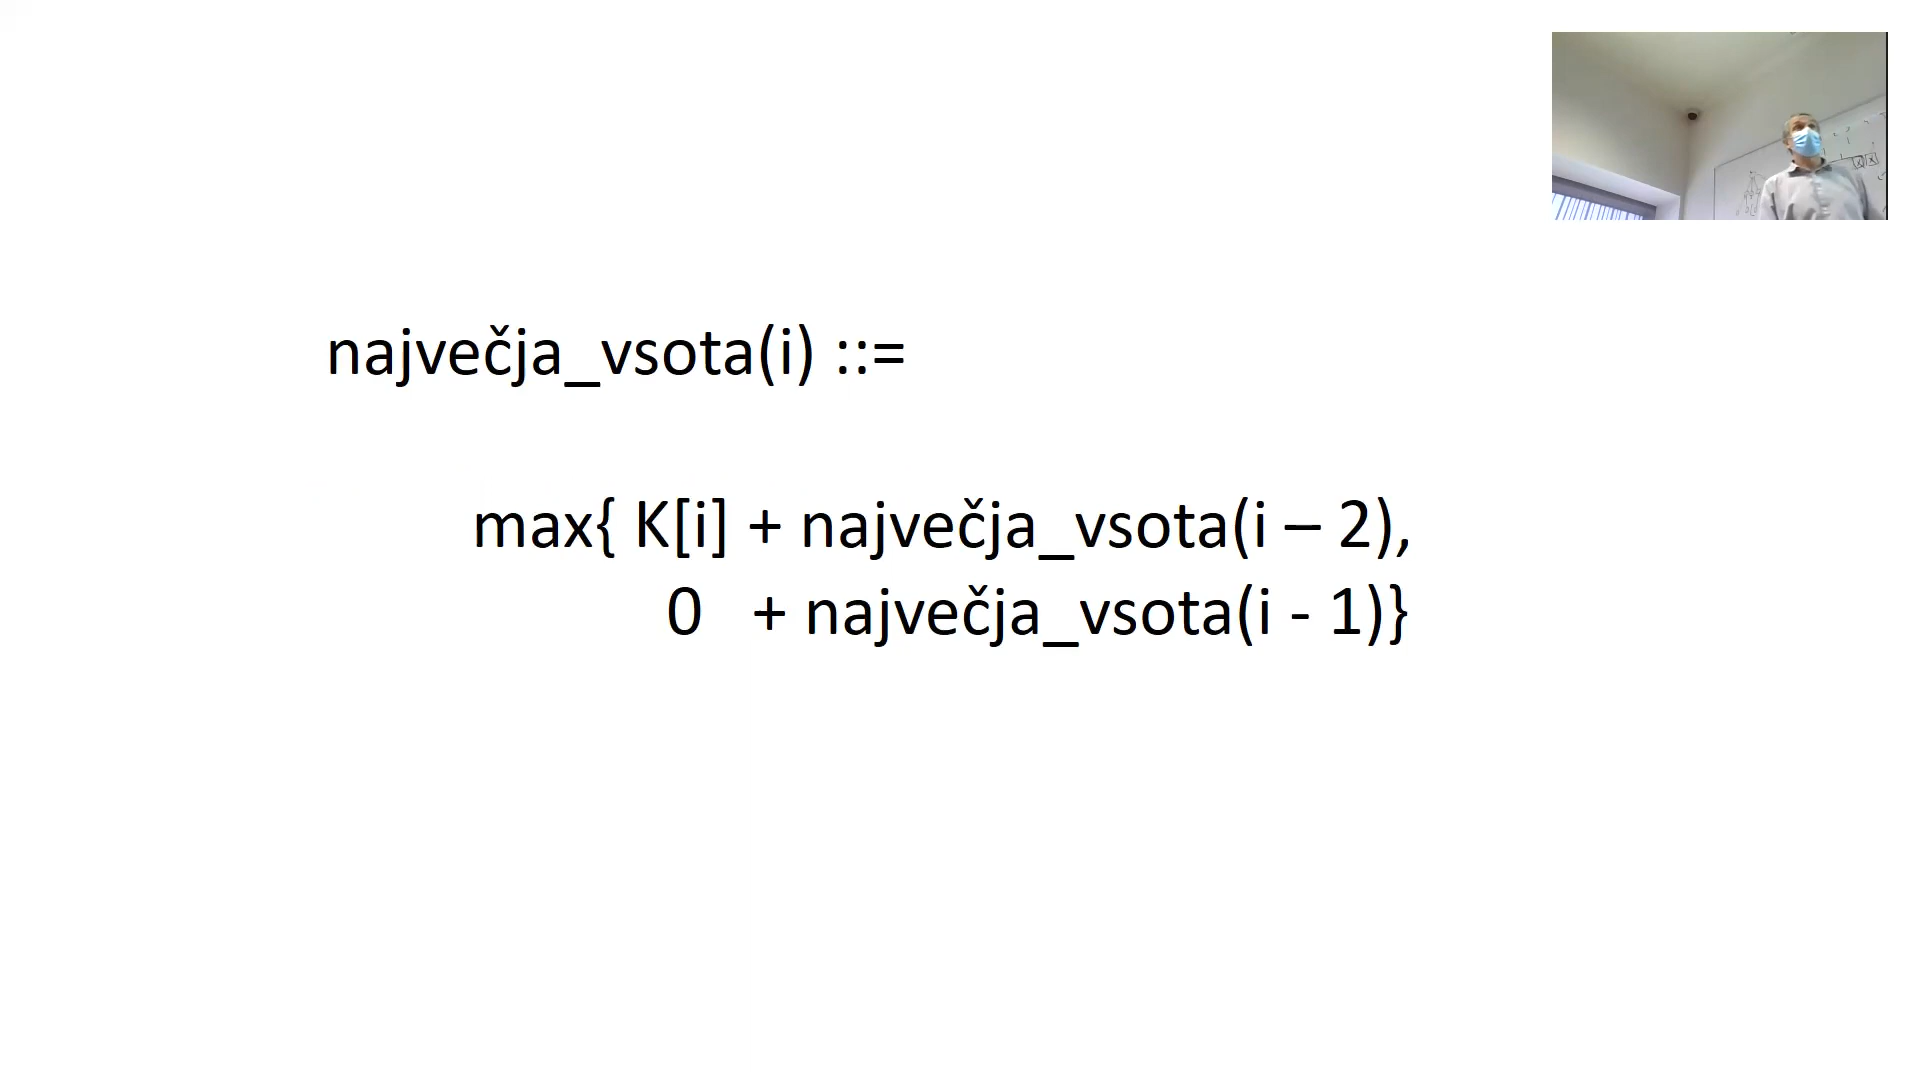 največja_vsota(i) ::=
max{ K[i] + največja_vsota(i – 2),
0 + največja_vsota(i - 1)}